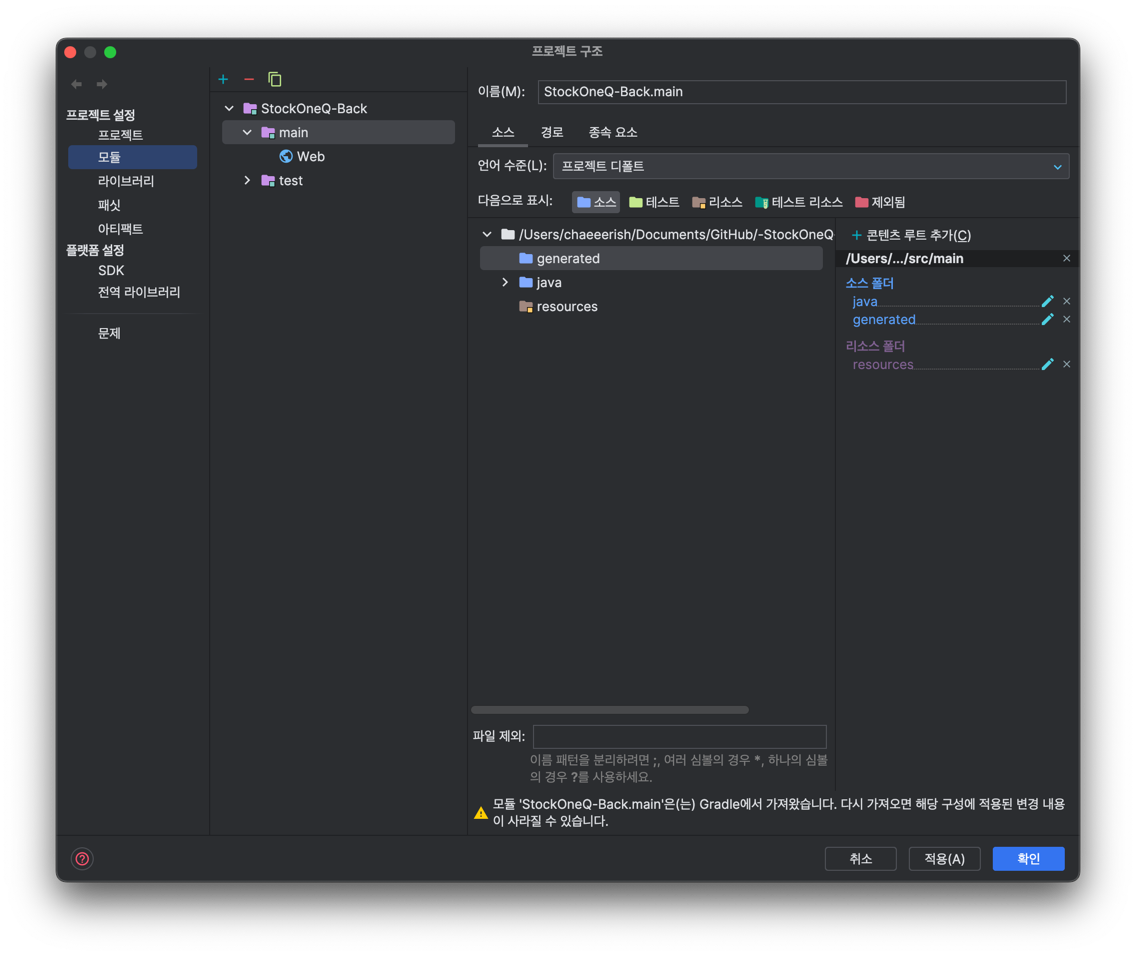 프로젝트 구조
프로젝트 설정
프로젝트
모듈
라이브러리
패싯
아티팩트
플랫폼 설정
SDK
전역 라이브러리
문제
StockOneQ-Back
main
Web
test
이름(M):
StockOneQ-Back.main
소스 경로 종속 요소
언어 수준(L): 프로젝트 디폴트
다음으로 표시: 소스 테스트 리소스 테스트 리소스 제외됨
/Users/chaeeerish/Documents/GitHub/-StockOneQ
generated
java
resources
+ 콘텐츠 루트 추가(C)
/Users/.../src/main
소스 폴더
java
generated
리소스 폴더
resources
파일 제외:
이름 패턴을 분리하려면 ;, 여러 심볼의 경우 *, 하나의 심볼
의 경우 ?를 사용하세요.
모듈 'StockOneQ-Back.main'은(는) Gradle에서 가져왔습니다. 다시 가져오면 해당 구성에 적용된 변경 내용
이 사라질 수 있습니다.
?
취소 적용(A) 확인